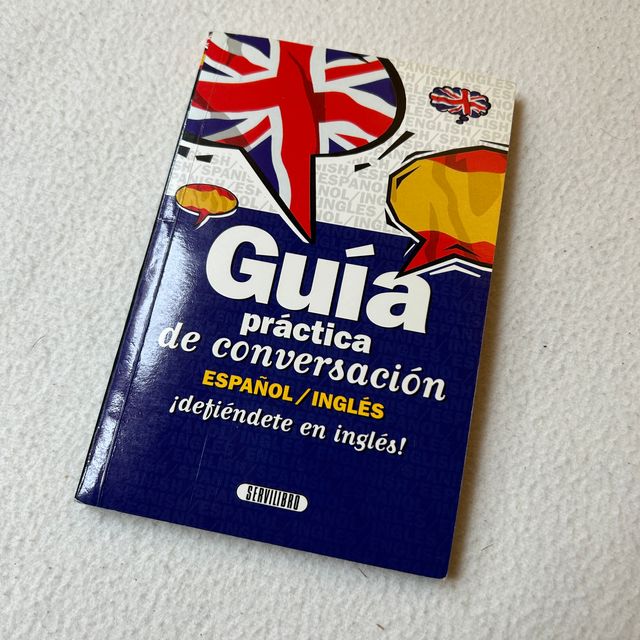 Guía
práctica
de conversación
ESPAÑOL/INGLÉS
¡defiéndete en inglés!
SERVILIBRO